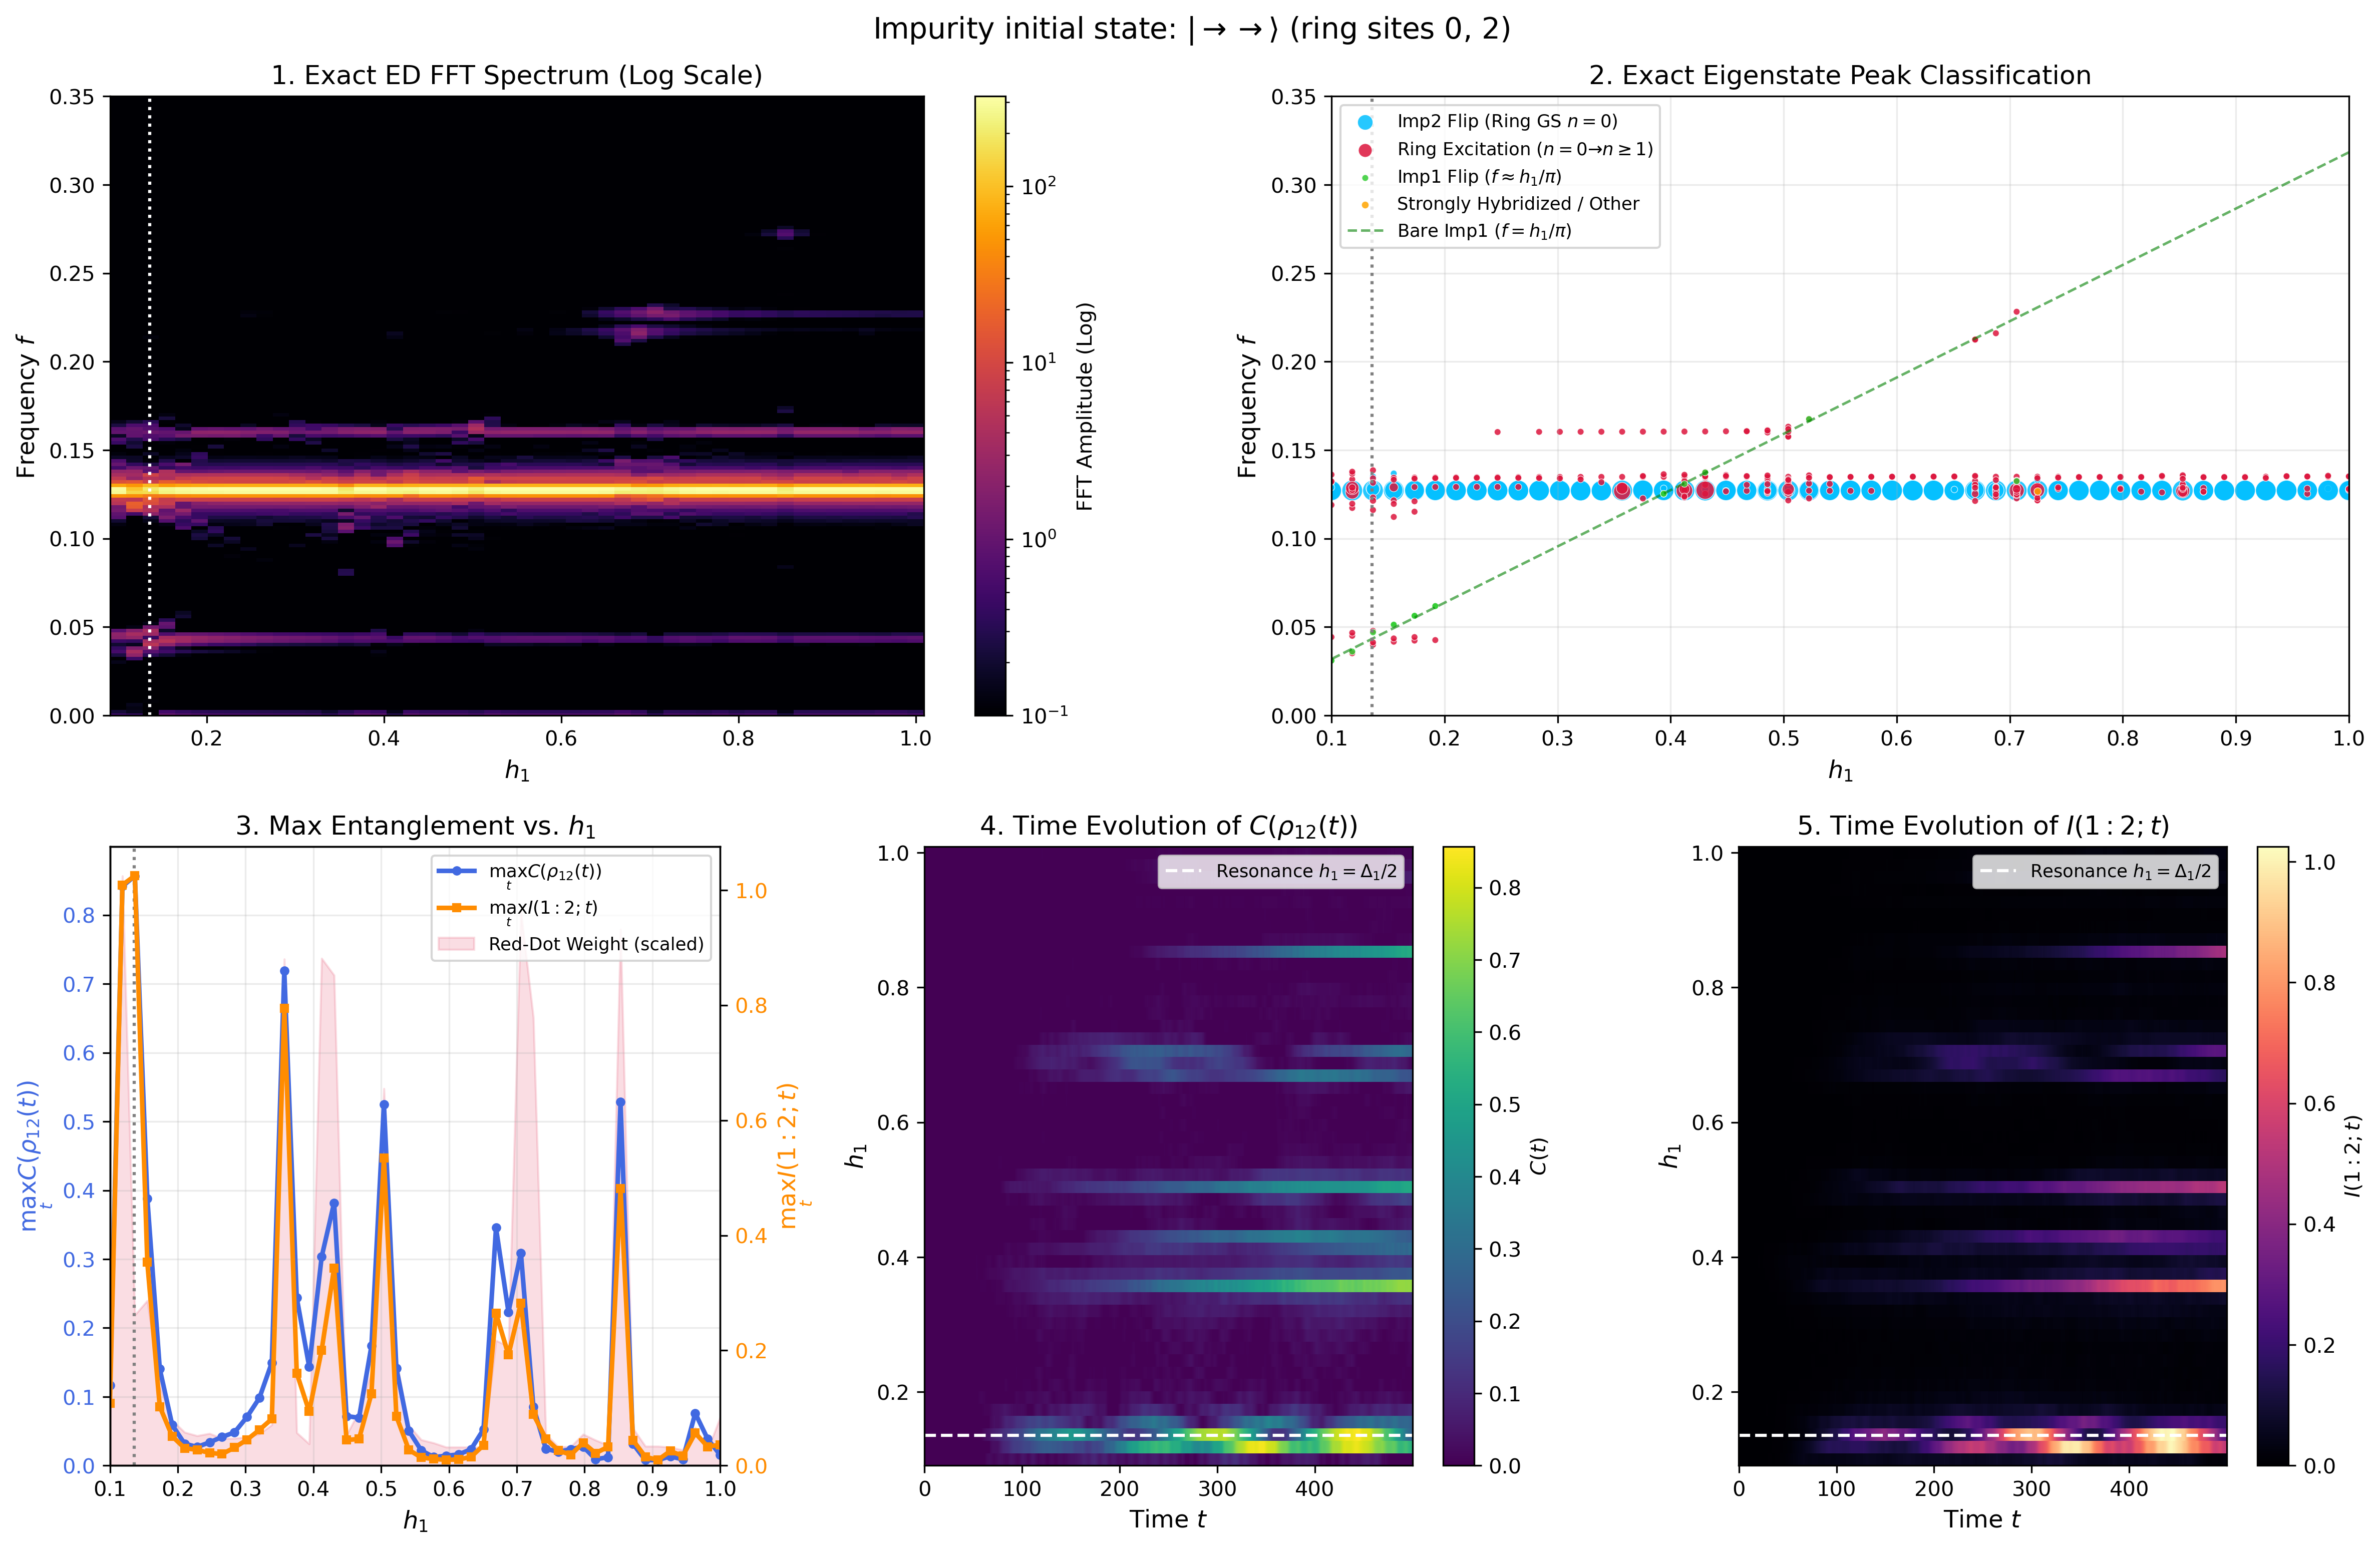 Impurity initial state: |→→⟩ (ring sites 0, 2)
1. Exact ED FFT Spectrum (Log Scale)
0.35
0.30
0.25
0.20
0.15
0.10
0.05
0.00
Frequency f
0.2 0.4 0.6 0.8 1.0
h₁
10²
10¹
10⁰
10⁻¹
FFT Amplitude (Log)
2. Exact Eigenstate Peak Classification
Imp2 Flip (Ring GS n = 0)
Ring Excitation (n = 0→n ≥ 1)
Imp1 Flip (f ≈ h₁/π)
Strongly Hybridized / Other
Bare Imp1 (f = h₁/π)
0.35
0.30
0.25
0.20
0.15
0.10
0.05
0.00
Frequency f
0.1 0.2 0.3 0.4 0.5 0.6 0.7 0.8 0.9 1.0
h₁
3. Max Entanglement vs. h₁
max C(ρ₁₂(t))
t
max I(1 : 2; t)
t
Red-Dot Weight (scaled)
0.8
0.7
0.6
0.5
0.4
0.3
0.2
0.1
0.0
max C(ρ₁₂(t))
t
1.0
0.8
0.6
0.4
0.2
0.0
max I(1 : 2; t)
t
0.1 0.2 0.3 0.4 0.5 0.6 0.7 0.8 0.9 1.0
h₁
4. Time Evolution of C(ρ₁₂(t))
Resonance h₁ = Δ₁/2
1.0
0.8
0.6
0.4
0.2
h₁
0 100 200 300 400
Time t
0.8
0.7
0.6
0.5
0.4
0.3
0.2
0.1
0.0
C(t)
5. Time Evolution of I(1 : 2; t)
Resonance h₁ = Δ₁/2
1.0
0.8
0.6
0.4
0.2
h₁
0 100 200 300 400
Time t
1.0
0.8
0.6
0.4
0.2
0.0
I(1 : 2; t)